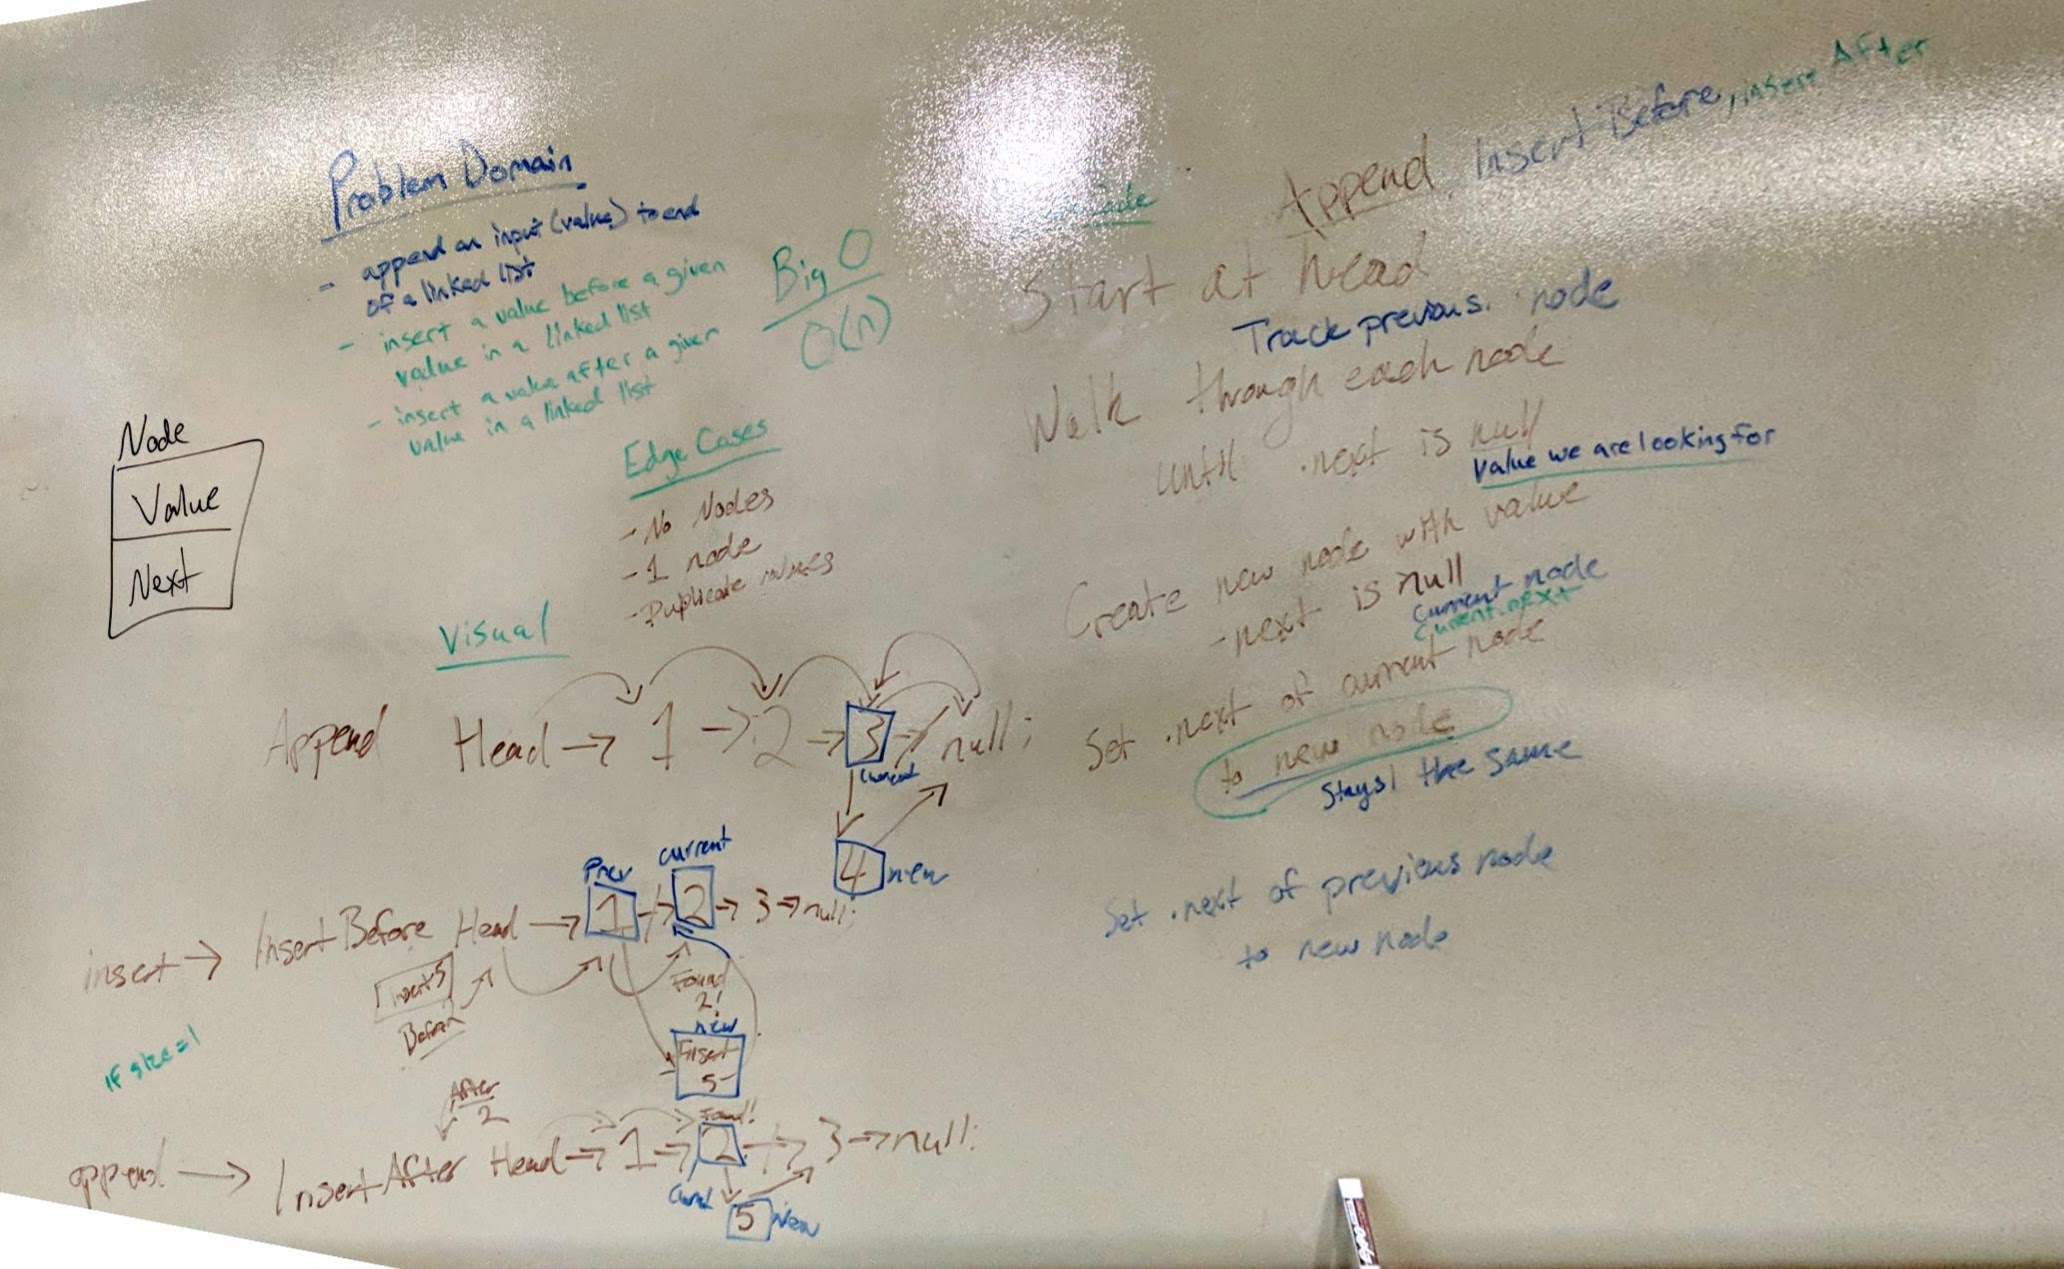 Problem Domain
- append an input (value) to end
of a linked list
- insert a value before a given
value in a linked list
- insert a value after a given
value in a linked list
Big O
O(n)
Node
Value
Next
Edge Cases
- No Nodes
- 1 node
- Duplicate values
Visual
Append Head → 1 → 2 → 3 → null;
current
4 new
Prev current
insert → InsertBefore Head → 1 → 2 → 3 → null;
insert 5
Before
Found
2!
new
Insert
5
if size = 1
After
2
Found!
append → InsertAfter Head → 1 → 2 → 3 → null;
5 new
Append, Insert Before, insert After
Code
Start at head
Track previous node
Walk through each node
until .next is null
value we are looking for
Create new node with value
- next is null
current node
current.next
Set .next of current node
to new node
Stays the same
Set .next of previous node
to new node